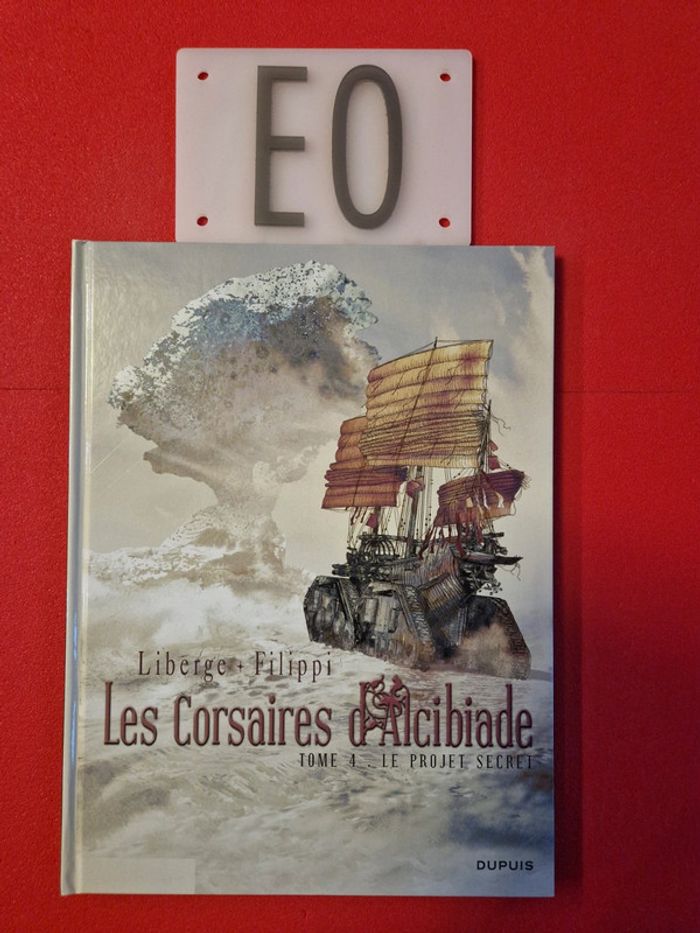 EO
Liberge + Filippi
Les Corsaires d'Alcibiade
TOME 4 . LE PROJET SECRET
DUPUIS